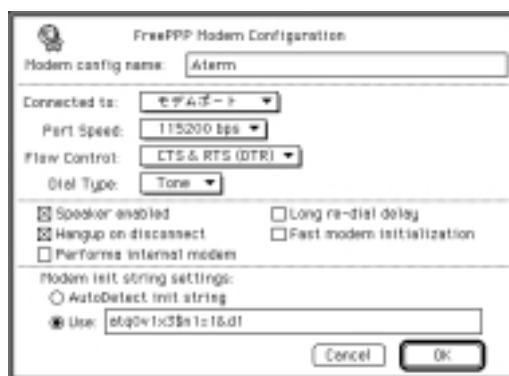 FreePPP Modem Configuration
Modem config name: Aterm
Connected to: モデムポート
Port Speed: 115200 bps
Flow Control: CTS & RTS (DTR)
Dial Type: Tone
Speaker enabled
Long re-dial delay
Hangup on disconnect
Fast modem initialization
Performa internal modem
Modem init string settings:
AutoDetect init string
Use:
Cancel
OK